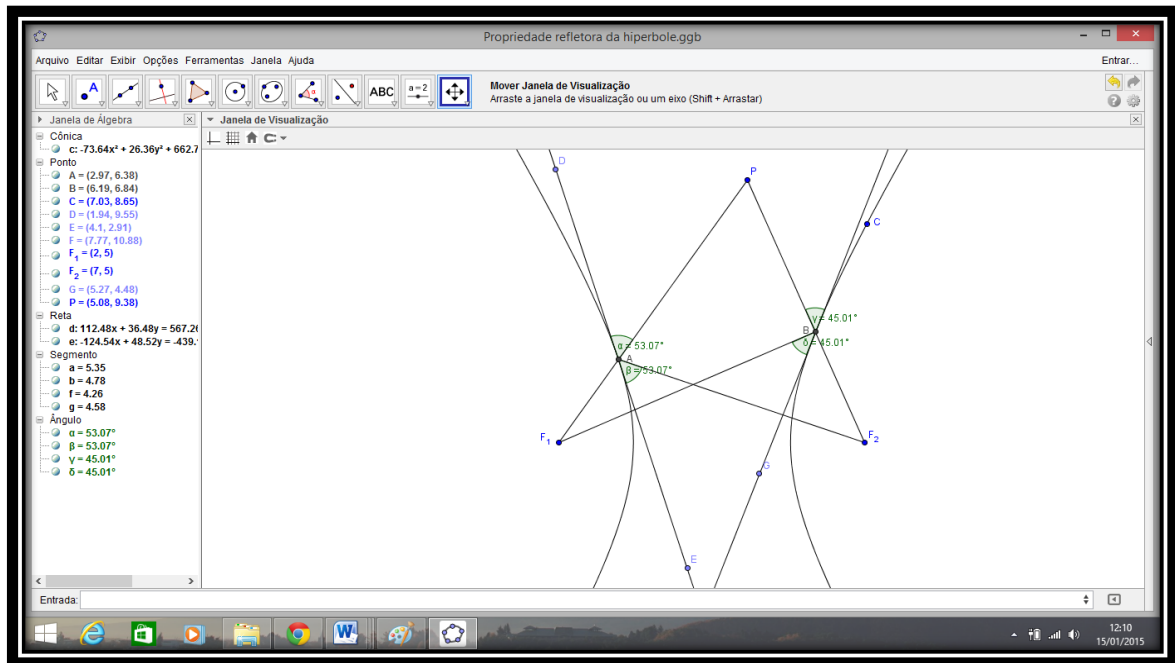 Propriedade refletora da hiperbole.ggb
Arquivo Editar Exibir Opções Ferramentas Janela Ajuda
Entrar...
A
α
ABC
a=2
Mover Janela de Visualização
Arraste a janela de visualização ou um eixo (Shift + Arrastar)
Janela de Álgebra
Janela de Visualização
Cônica
c: -73.64x² + 26.36y² + 662.7
Ponto
A = (2.97, 6.38)
B = (6.19, 6.84)
C = (7.03, 8.65)
D = (1.94, 9.55)
E = (4.1, 2.91)
F = (7.77, 10.88)
F₁ = (2, 5)
F₂ = (7, 5)
G = (5.27, 4.48)
P = (5.08, 9.38)
Reta
d: 112.48x + 36.48y = 567.26
e: -124.54x + 48.52y = -439.
Segmento
a = 5.35
b = 4.78
f = 4.26
g = 4.58
Ângulo
α = 53.07°
β = 53.07°
γ = 45.01°
δ = 45.01°
D
P
C
γ = 45.01°
B
δ = 45.01°
α = 53.07°
A
β = 53.07°
F₁
F₂
G
E
Entrada:
W
12:10
15/01/2015